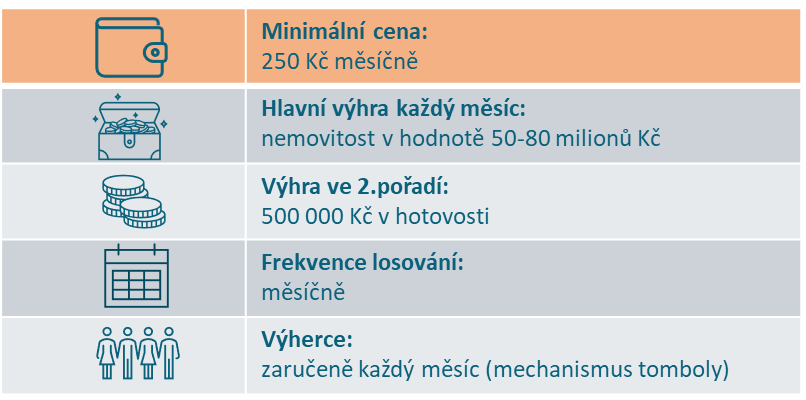 Minimální cena:
250 Kč měsíčně
Hlavní výhra každý měsíc:
nemovitost v hodnotě 50-80 milionů Kč
Výhra ve 2.pořadí:
500 000 Kč v hotovosti
Frekvence losování:
měsíčně
Výherce:
zaručeně každý měsíc (mechanismus tomboly)